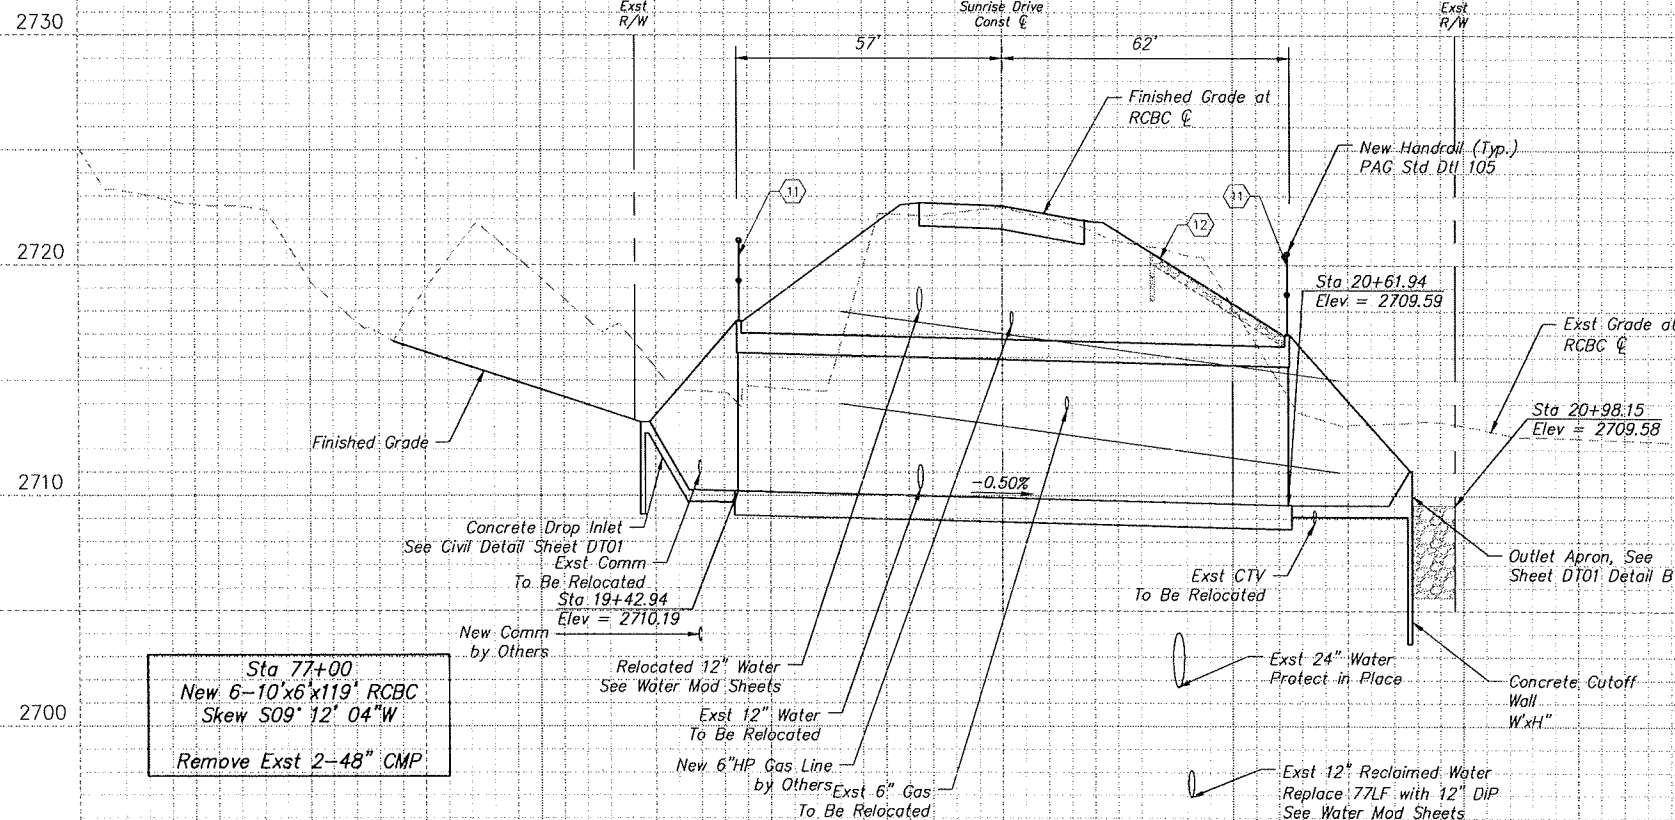 2730
2720
2710
2700
Exst
R/W
Sunrise Drive
Const ℄
Exst
R/W
57'
62'
Finished Grade at
RCBC ℄
New Handrail (Typ.)
PAG Std Dtl 105
11
11
12
Sta 20+61.94
Elev = 2709.59
Exst Grade at
RCBC ℄
Sta 20+98.15
Elev = 2709.58
Finished Grade
-0.50%
Concrete Drop Inlet
See Civil Detail Sheet DT01
Exst Comm
To Be Relocated
Sta 19+42.94
Elev = 2710.19
New Comm
by Others
Relocated 12" Water
See Water Mod Sheets
Exst 12" Water
To Be Relocated
New 6"HP Gas Line
by Others
Exst 6" Gas
To Be Relocated
Exst CTV
To Be Relocated
Outlet Apron, See
Sheet DT01 Detail B
Exst 24" Water
Protect in Place
Concrete Cutoff
Wall
W'xH"
Exst 12" Reclaimed Water
Replace 77LF with 12" DIP
See Water Mod Sheets
Sta 77+00
New 6-10'x6'x119' RCBC
Skew S09° 12' 04"W
Remove Exst 2-48" CMP